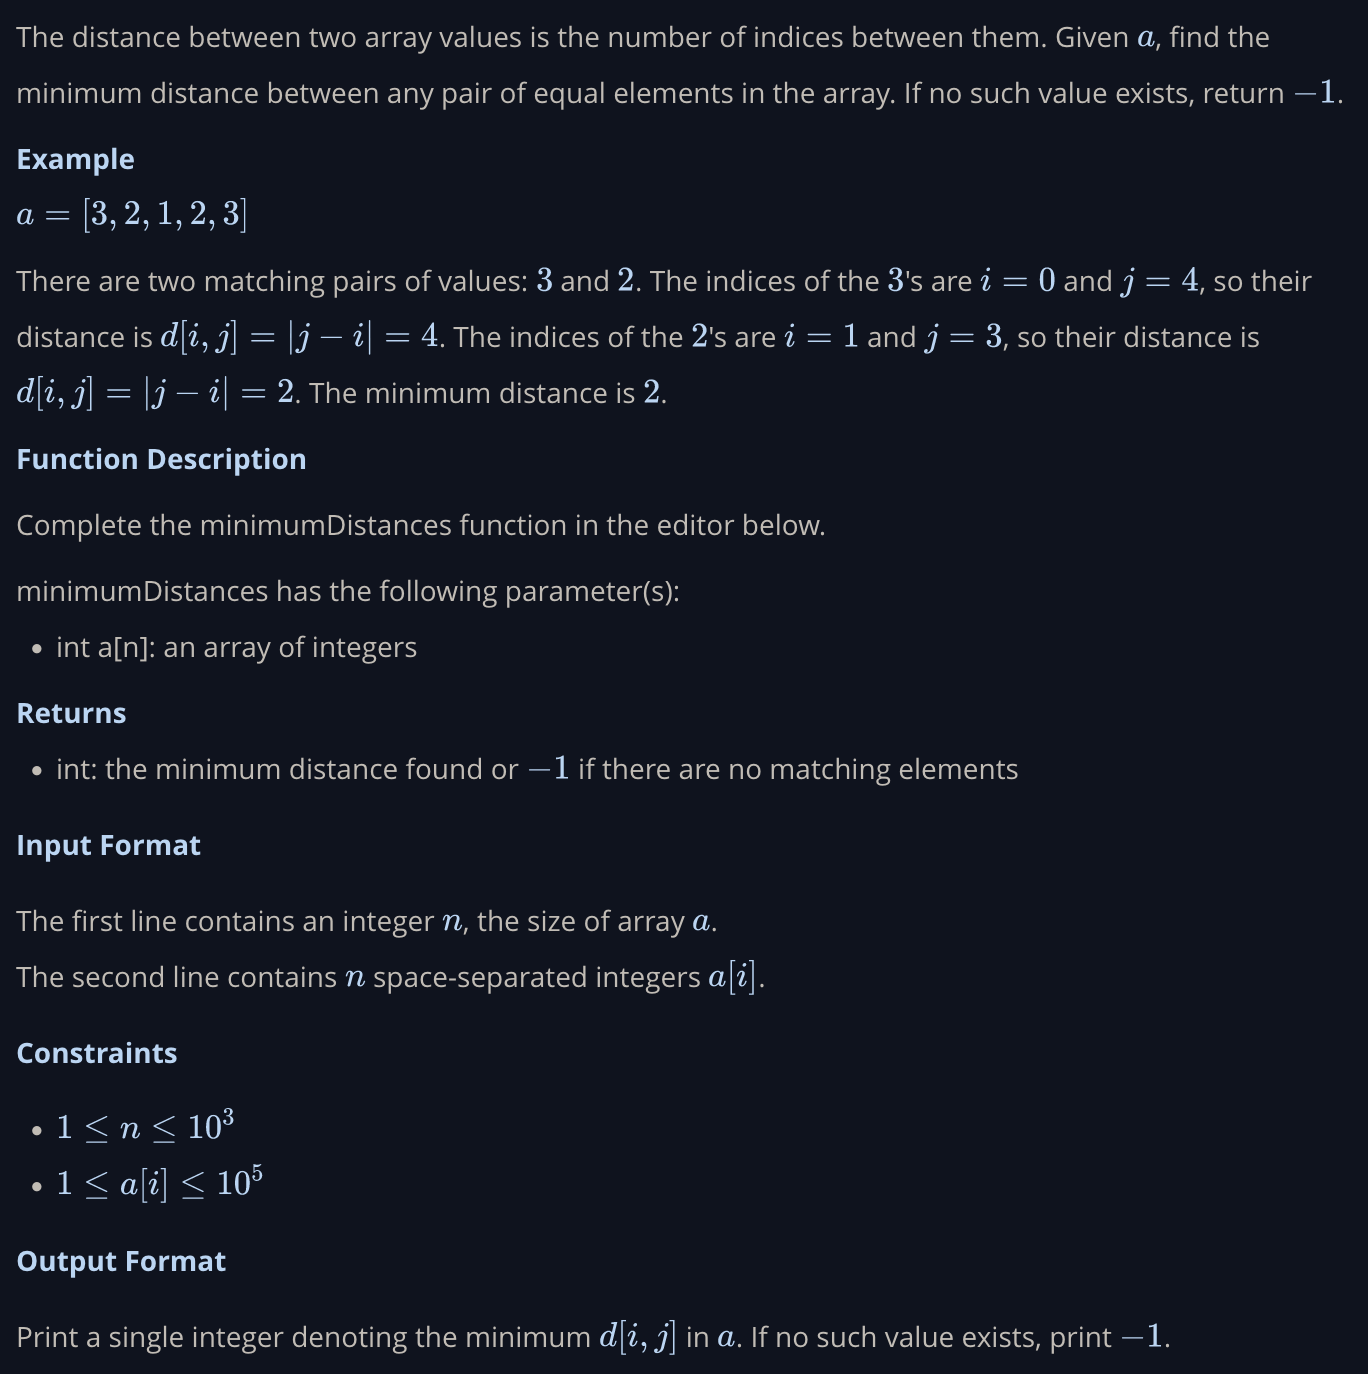 The distance between two array values is the number of indices between them. Given a, find the
minimum distance between any pair of equal elements in the array. If no such value exists, return −1.
Example
a = [3, 2, 1, 2, 3]
There are two matching pairs of values: 3 and 2. The indices of the 3's are i = 0 and j = 4, so their
distance is d[i, j] = |j − i| = 4. The indices of the 2's are i = 1 and j = 3, so their distance is
d[i, j] = |j − i| = 2. The minimum distance is 2.
Function Description
Complete the minimumDistances function in the editor below.
minimumDistances has the following parameter(s):
• int a[n]: an array of integers
Returns
• int: the minimum distance found or −1 if there are no matching elements
Input Format
The first line contains an integer n, the size of array a.
The second line contains n space-separated integers a[i].
Constraints
• 1 ≤ n ≤ 10³
• 1 ≤ a[i] ≤ 10⁵
Output Format
Print a single integer denoting the minimum d[i, j] in a. If no such value exists, print −1.